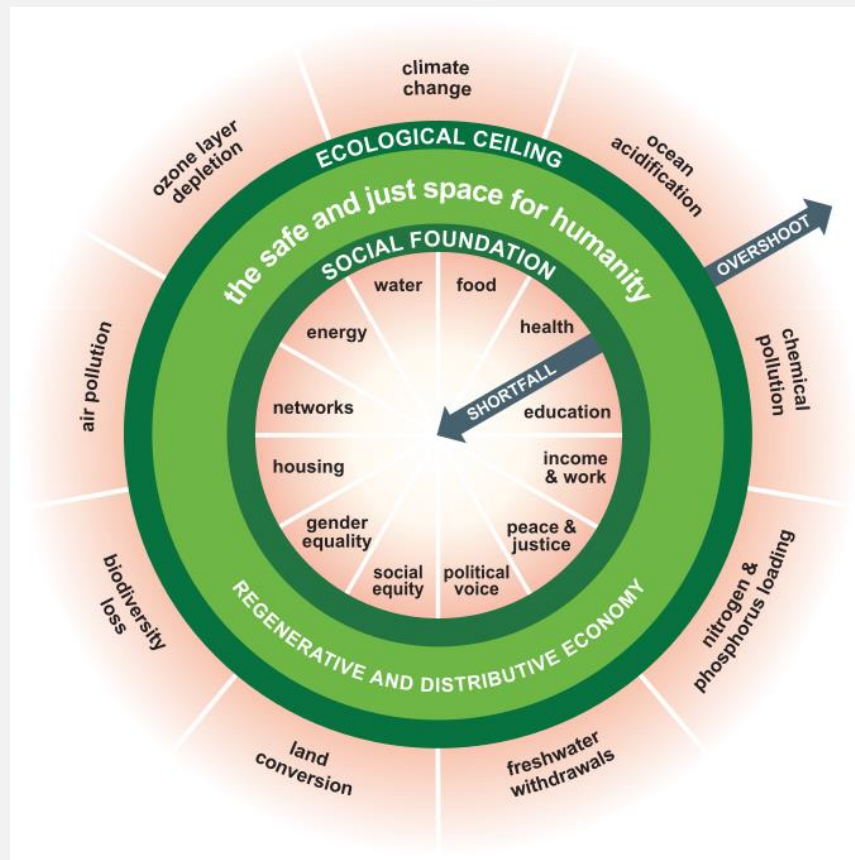 climate
change
ocean
acidification
chemical
pollution
nitrogen &
phosphorus loading
freshwater
withdrawals
land
conversion
biodiversity
loss
air pollution
ozone layer
depletion
OVERSHOOT
ECOLOGICAL CEILING
the safe and just space for humanity
SOCIAL FOUNDATION
water
food
health
SHORTFALL
education
income
& work
peace &
justice
political
voice
social
equity
gender
equality
housing
networks
energy
REGENERATIVE AND DISTRIBUTIVE ECONOMY